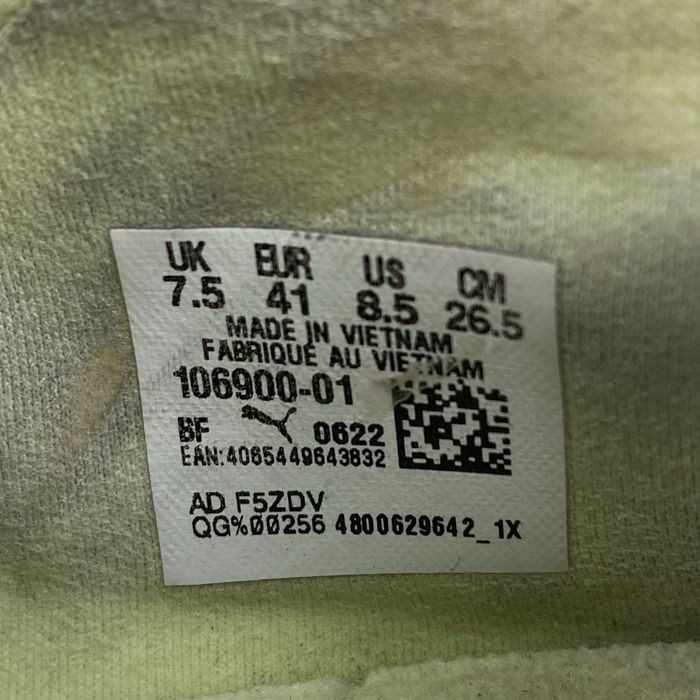 UK EUR US CM
7.5 41 8.5 26.5
MADE IN VIETNAM
FABRIQUÉ AU VIETNAM
106900-01
BF 0622
EAN:4065449643832
AD F5ZDV
QG%00256 4800629642_1X